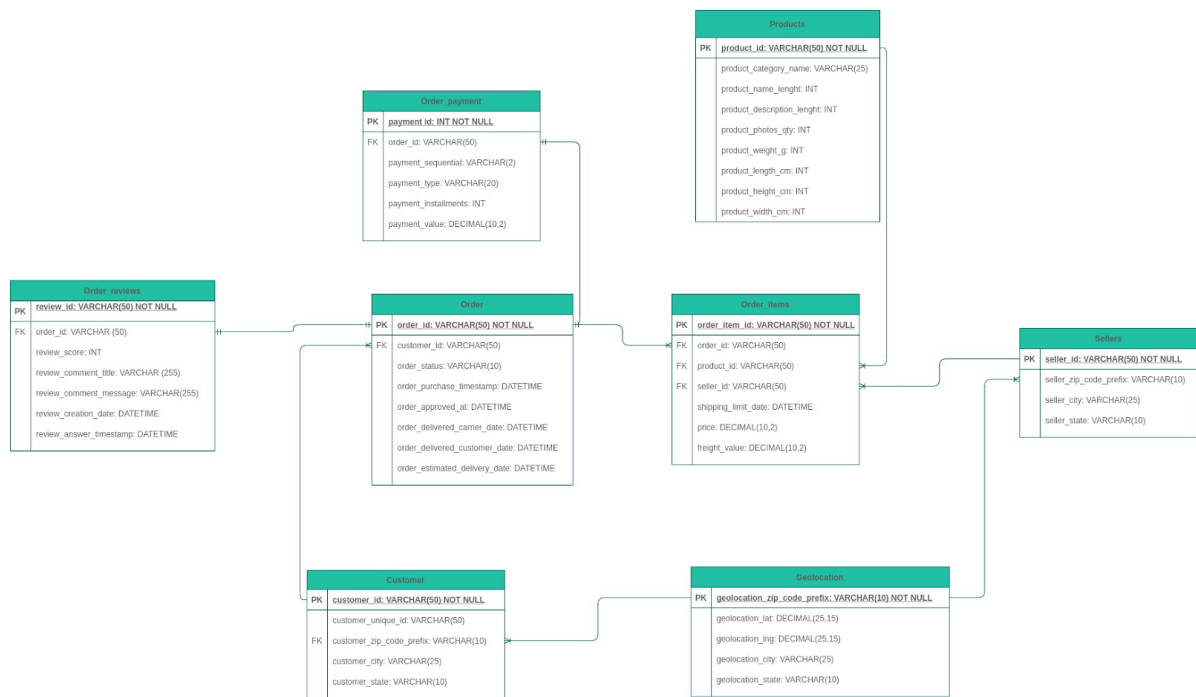 Products
PK product_id: VARCHAR(50) NOT NULL
product_category_name: VARCHAR(25)
product_name_lenght: INT
product_description_lenght: INT
product_photos_qty: INT
product_weight_g: INT
product_length_cm: INT
product_height_cm: INT
product_width_cm: INT
Order_payment
PK payment id: INT NOT NULL
FK order_id: VARCHAR(50)
payment_sequential: VARCHAR(2)
payment_type: VARCHAR(20)
payment_installments: INT
payment_value: DECIMAL(10,2)
Order_reviews
PK review_id: VARCHAR(50) NOT NULL
FK order_id: VARCHAR (50)
review_score: INT
review_comment_title: VARCHAR (255)
review_comment_message: VARCHAR(255)
review_creation_date: DATETIME
review_answer_timestamp: DATETIME
Order
PK order_id: VARCHAR(50) NOT NULL
FK customer_id: VARCHAR(50)
order_status: VARCHAR(10)
order_purchase_timestamp: DATETIME
order_approved_at: DATETIME
order_delivered_carrier_date: DATETIME
order_delivered_customer_date: DATETIME
order_estimated_delivery_date: DATETIME
Order_items
PK order_item_id: VARCHAR(50) NOT NULL
FK order_id: VARCHAR(50)
FK product_id: VARCHAR(50)
FK seller_id: VARCHAR(50)
shipping_limit_date: DATETIME
price: DECIMAL(10,2)
freight_value: DECIMAL(10,2)
Sellers
PK seller_id: VARCHAR(50) NOT NULL
seller_zip_code_prefix: VARCHAR(10)
seller_city: VARCHAR(25)
seller_state: VARCHAR(10)
Customer
PK customer_id: VARCHAR(50) NOT NULL
customer_unique_id: VARCHAR(50)
FK customer_zip_code_prefix: VARCHAR(10)
customer_city: VARCHAR(25)
customer_state: VARCHAR(10)
Geolocation
PK geolocation_zip_code_prefix: VARCHAR(10) NOT NULL
geolocation_lat: DECIMAL(25,15)
geolocation_lng: DECIMAL(25,15)
geolocation_city: VARCHAR(25)
geolocation_state: VARCHAR(10)